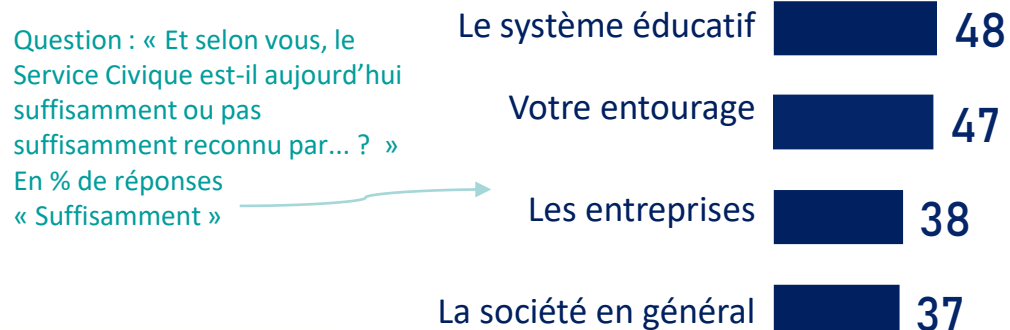 Question : « Et selon vous, le
Service Civique est-il aujourd’hui
suffisamment ou pas
suffisamment reconnu par... ?  »
En % de réponses
« Suffisamment »
Le système éducatif 48
Votre entourage 47
Les entreprises 38
La société en général 37